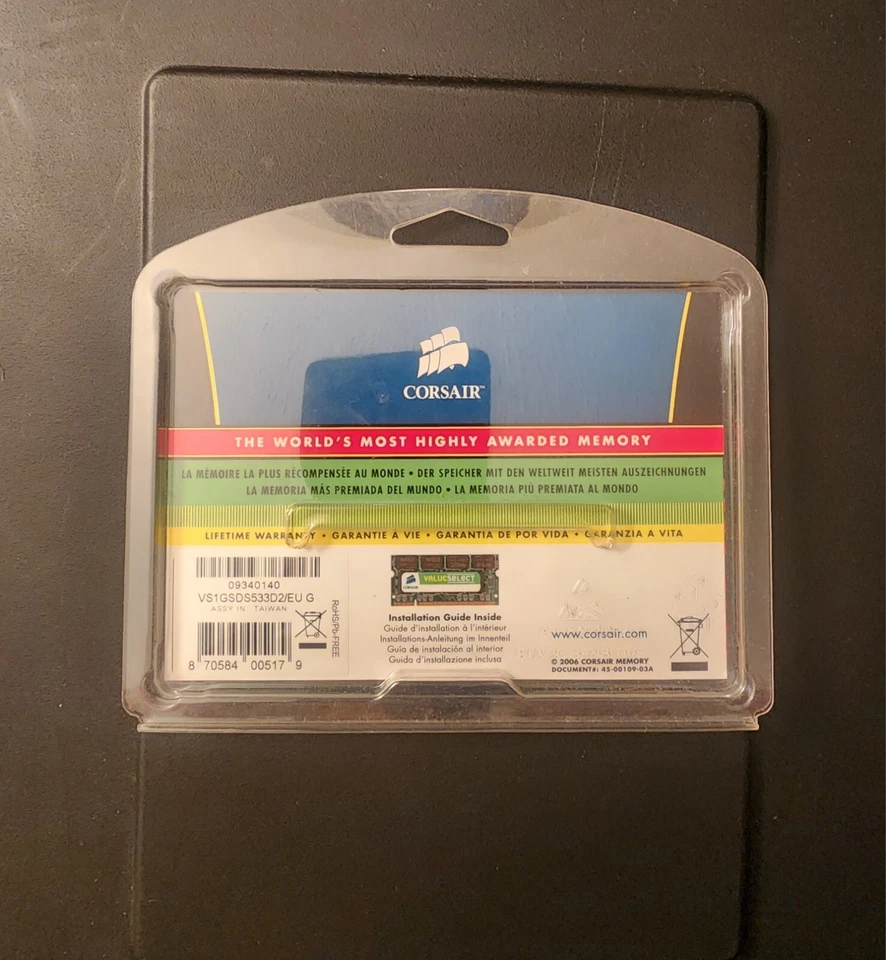 CORSAIR™
THE WORLD'S MOST HIGHLY AWARDED MEMORY
LA MÉMOIRE LA PLUS RÉCOMPENSÉE AU MONDE • DER SPEICHER MIT DEN WELTWEIT MEISTEN AUSZEICHNUNGEN
LA MEMORIA MÁS PREMIADA DEL MUNDO • LA MEMORIA PIÙ PREMIATA AL MONDO
LIFETIME WARRANTY • GARANTIE À VIE • GARANTIA DE POR VIDA • GARANZIA A VITA
09340140
VS1GSDS533D2/EU G
ASSY IN TAIWAN
RoHS/Pb-FREE
8 70584 00517 9
CORSAIR
VALUESELECT
Installation Guide Inside
Guide d'installation à l'intérieur
Installations-Anleitung im Innenteil
Guía de instalación al interior
Guida d'installazione inclusa
www.corsair.com
© 2006 CORSAIR MEMORY
DOCUMENT#: 45-00109-03A